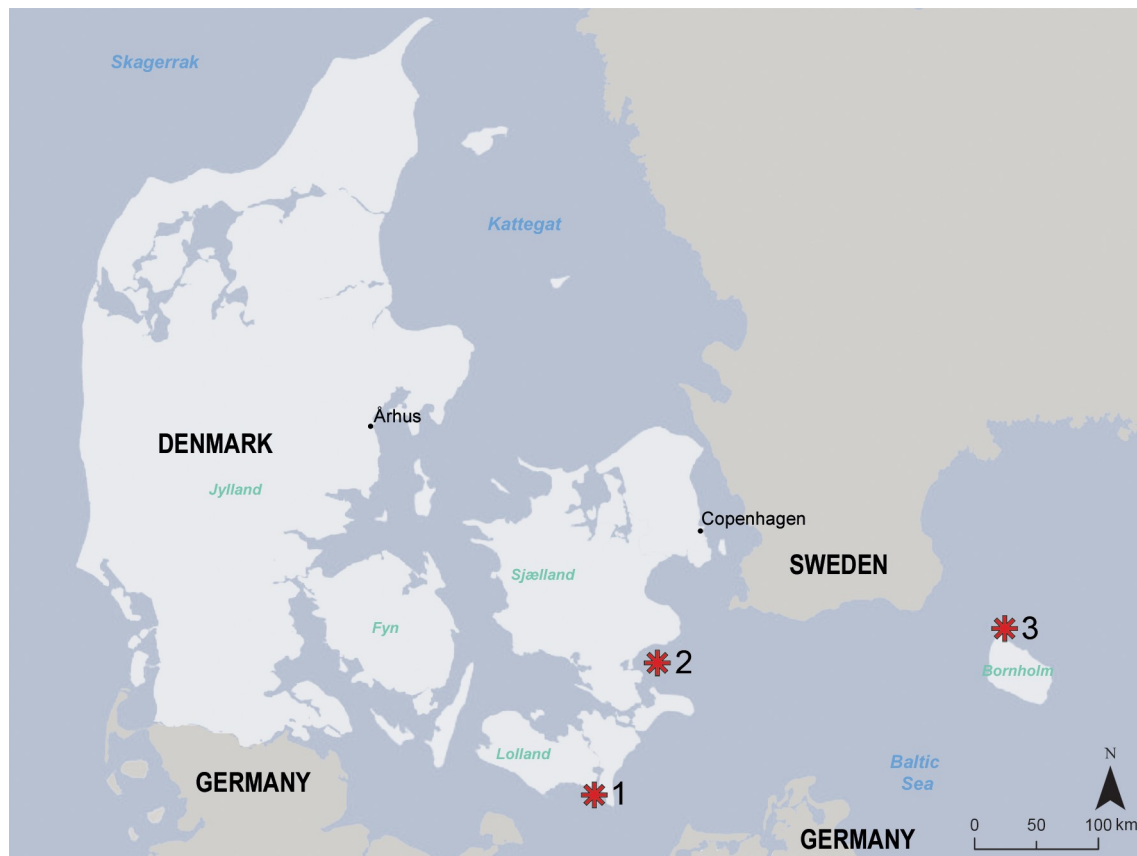 Skagerrak
Kattegat
Århus
DENMARK
Jylland
Copenhagen
SWEDEN
Sjælland
Fyn
3
2
Bornholm
Lolland
Baltic
Sea
N
GERMANY
1
0 50 100 km
GERMANY